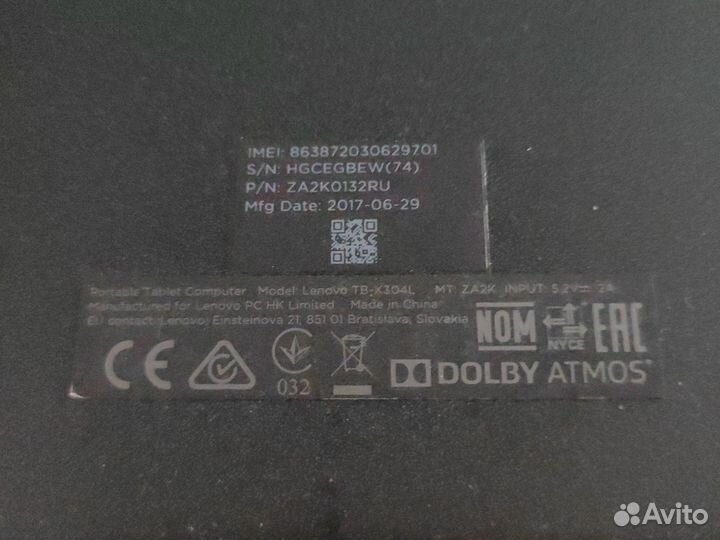 IMEI: 863872030629701
S/N: HGCEGBEW(74)
P/N: ZA2K0132RU
Mfg Date: 2017-06-29
Portable Tablet Computer Model: Lenovo TB-X304L MT: ZA2K INPUT: 5.2V⎓ 2A
Manufactured for Lenovo PC HK Limited Made in China
EU contact: Lenovo, Einsteinova 21, 851 01 Bratislava, Slovakia
NOM NYCE EAC
CE 032 DOLBY ATMOS
Avito